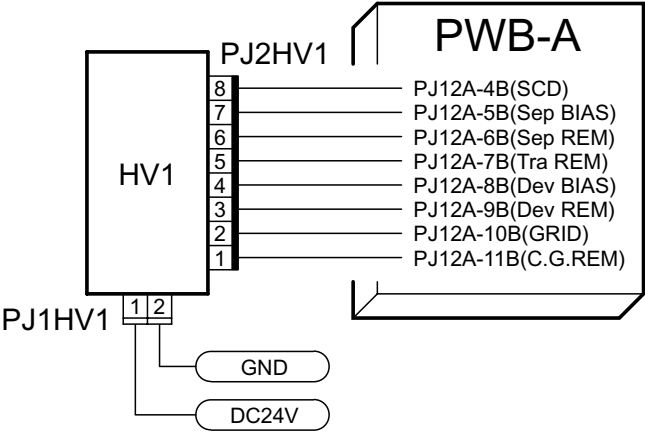 PWB-A
PJ2HV1
8 PJ12A-4B(SCD)
7 PJ12A-5B(Sep BIAS)
6 PJ12A-6B(Sep REM)
5 PJ12A-7B(Tra REM)
HV1
4 PJ12A-8B(Dev BIAS)
3 PJ12A-9B(Dev REM)
2 PJ12A-10B(GRID)
1 PJ12A-11B(C.G.REM)
PJ1HV1 1 2
GND
DC24V